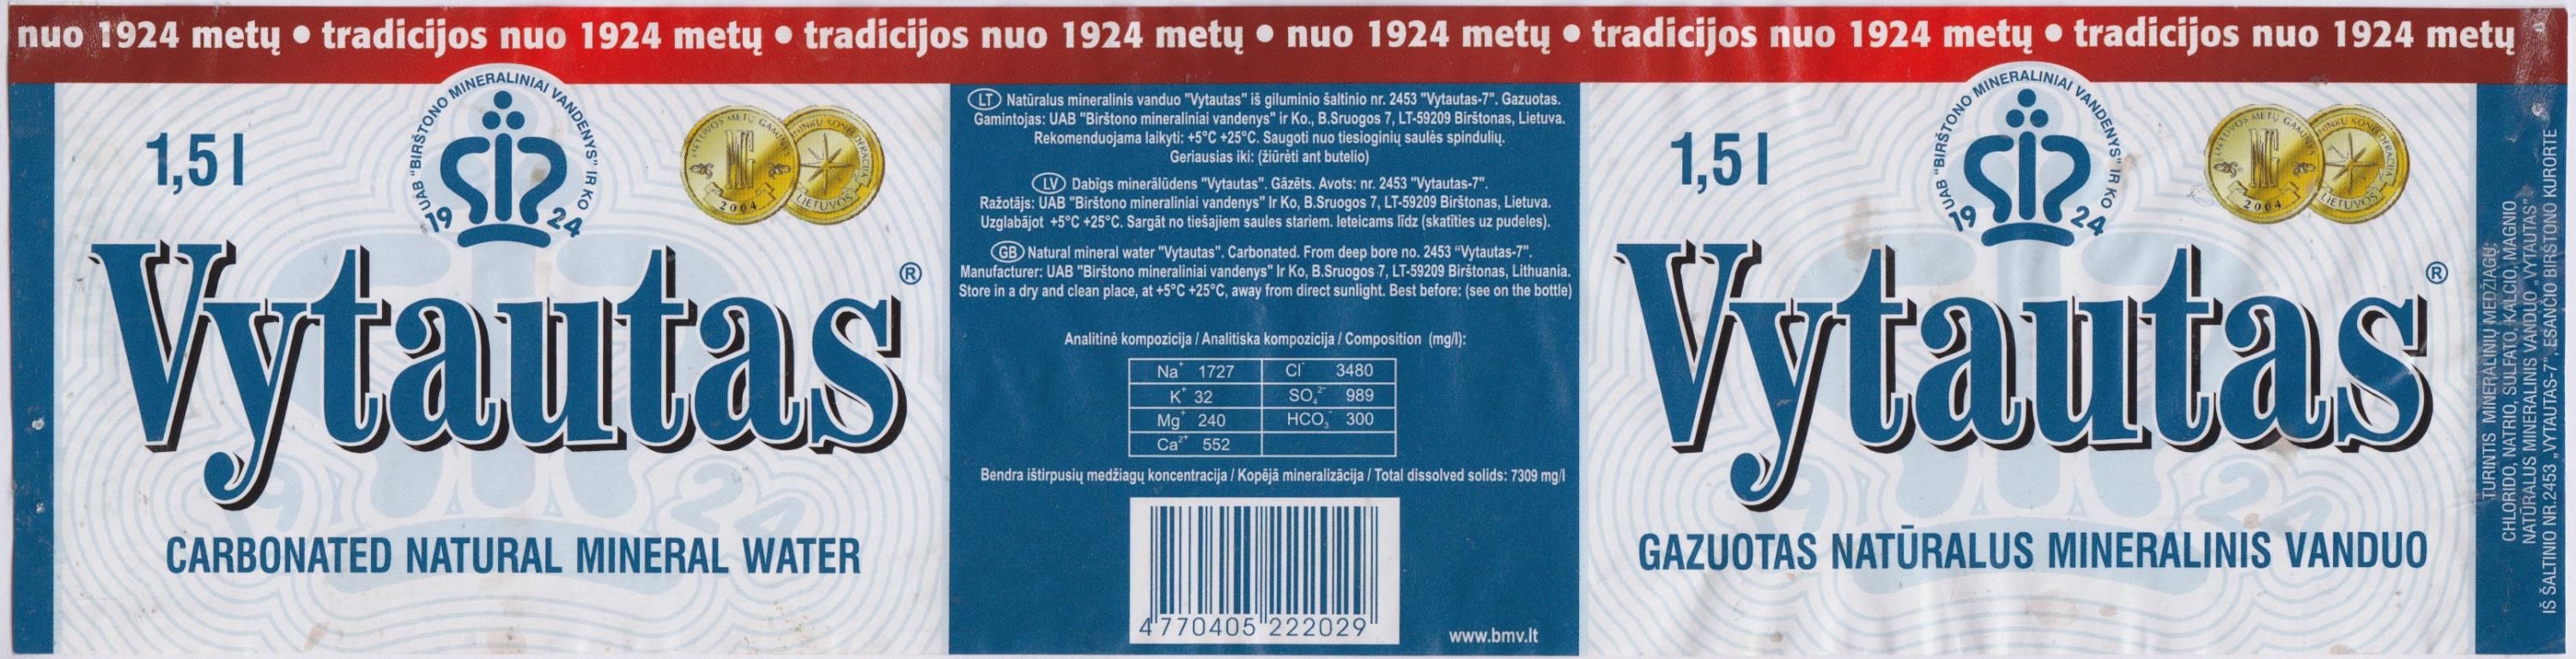 nuo 1924 metų • tradicijos nuo 1924 metų • tradicijos nuo 1924 metų • nuo 1924 metų • tradicijos nuo 1924 metų • tradicijos nuo 1924 metų
1,5 l
UAB "BIRŠTONO MINERALINIAI VANDENYS" IR KO
19 24
LIETUVOS METŲ GAMINYS
2004
LIETUVOS
Vytautas®
CARBONATED NATURAL MINERAL WATER
LT Natūralus mineralinis vanduo "Vytautas" iš giluminio šaltinio nr. 2453 "Vytautas-7". Gazuotas.
Gamintojas: UAB "Birštono mineraliniai vandenys" ir Ko., B.Sruogos 7, LT-59209 Birštonas, Lietuva.
Rekomenduojama laikyti: +5°C +25°C. Saugoti nuo tiesioginių saulės spindulių.
Geriausias iki: (žiūrėti ant butelio)
LV Dabīgs minerālūdens "Vytautas". Gāzēts. Avots: nr. 2453 "Vytautas-7".
Ražotājs: UAB "Birštono mineraliniai vandenys" Ir Ko, B.Sruogos 7, LT-59209 Birštonas, Lietuva.
Uzglabājot +5°C +25°C. Sargāt no tiešajiem saules stariem. Ieteicams līdz (skatīties uz pudeles).
GB Natural mineral water "Vytautas". Carbonated. From deep bore no. 2453 “Vytautas-7".
Manufacturer: UAB "Birštono mineraliniai vandenys" Ir Ko, B.Sruogos 7, LT-59209 Birštonas, Lithuania.
Store in a dry and clean place, at +5°C +25°C, away from direct sunlight. Best before: (see on the bottle)
Analitinė kompozicija / Analitiska kompozicija / Composition (mg/l):
Na⁺ 1727 Cl⁻ 3480
K⁺ 32 SO₄²⁻ 989
Mg⁺ 240 HCO₃⁻ 300
Ca²⁺ 552
Bendra ištirpusių medžiagų koncentracija / Kopējā mineralizācija / Total dissolved solids: 7309 mg/l
4 770405 222029
www.bmv.lt
1,5 l
UAB "BIRŠTONO MINERALINIAI VANDENYS" IR KO
19 24
LIETUVOS METŲ GAMINYS
2004
LIETUVOS
Vytautas®
GAZUOTAS NATŪRALUS MINERALINIS VANDUO
TURINTIS MINERALINIŲ MEDŽIAGŲ:
CHLORIDO, NATRIO, SULFATO, KALCIO, MAGNIO
NATŪRALUS MINERALINIS VANDUO „VYTAUTAS"
IŠ ŠALTINIO NR.2453 „VYTAUTAS-7", ESANČIO BIRŠTONO KURORTE